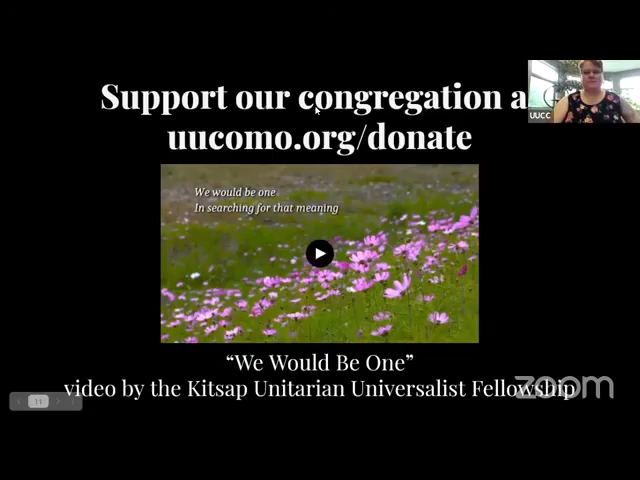 Support our congregation a
uucomo.org/donate
UUCC
We would be one
In searching for that meaning
“We Would Be One”
video by the Kitsap Unitarian Universalist Fellowship
zoom
11